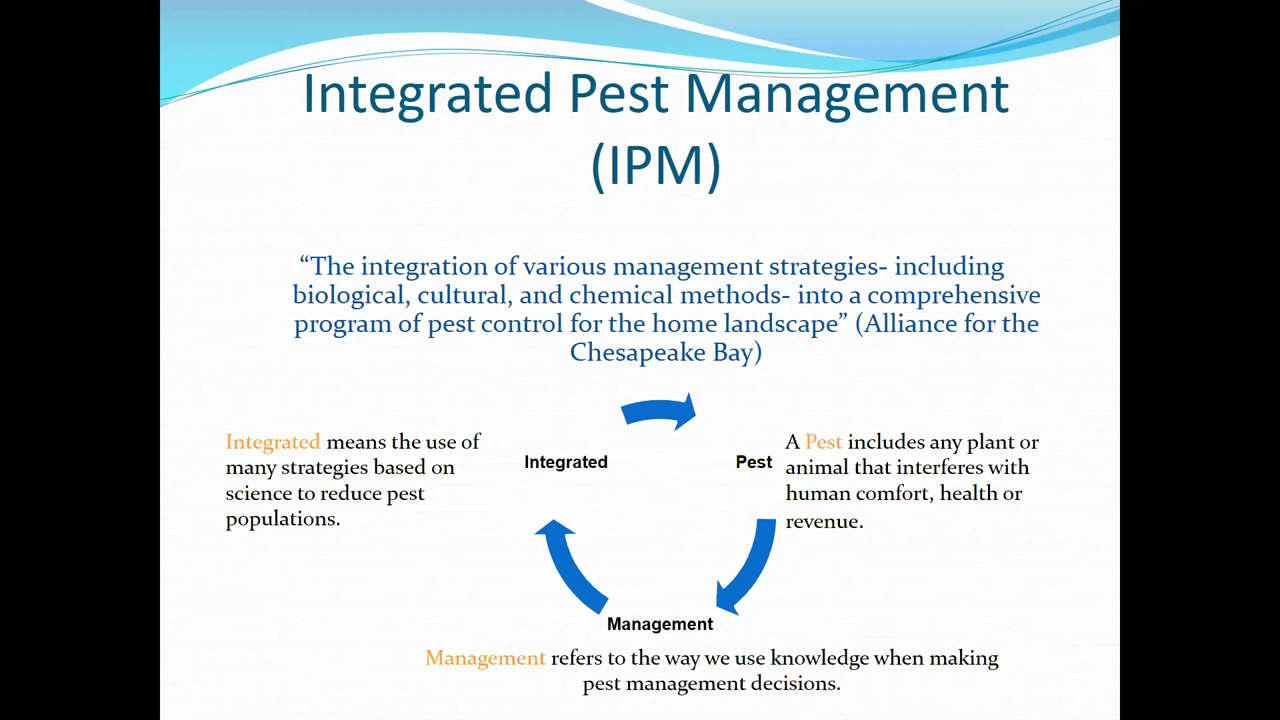 Integrated Pest Management
(IPM)
“The integration of various management strategies- including
biological, cultural, and chemical methods- into a comprehensive
program of pest control for the home landscape” (Alliance for the
Chesapeake Bay)
Integrated means the use of
many strategies based on
science to reduce pest
populations.
Integrated
Pest
A Pest includes any plant or
animal that interferes with
human comfort, health or
revenue.
Management
Management refers to the way we use knowledge when making
pest management decisions.